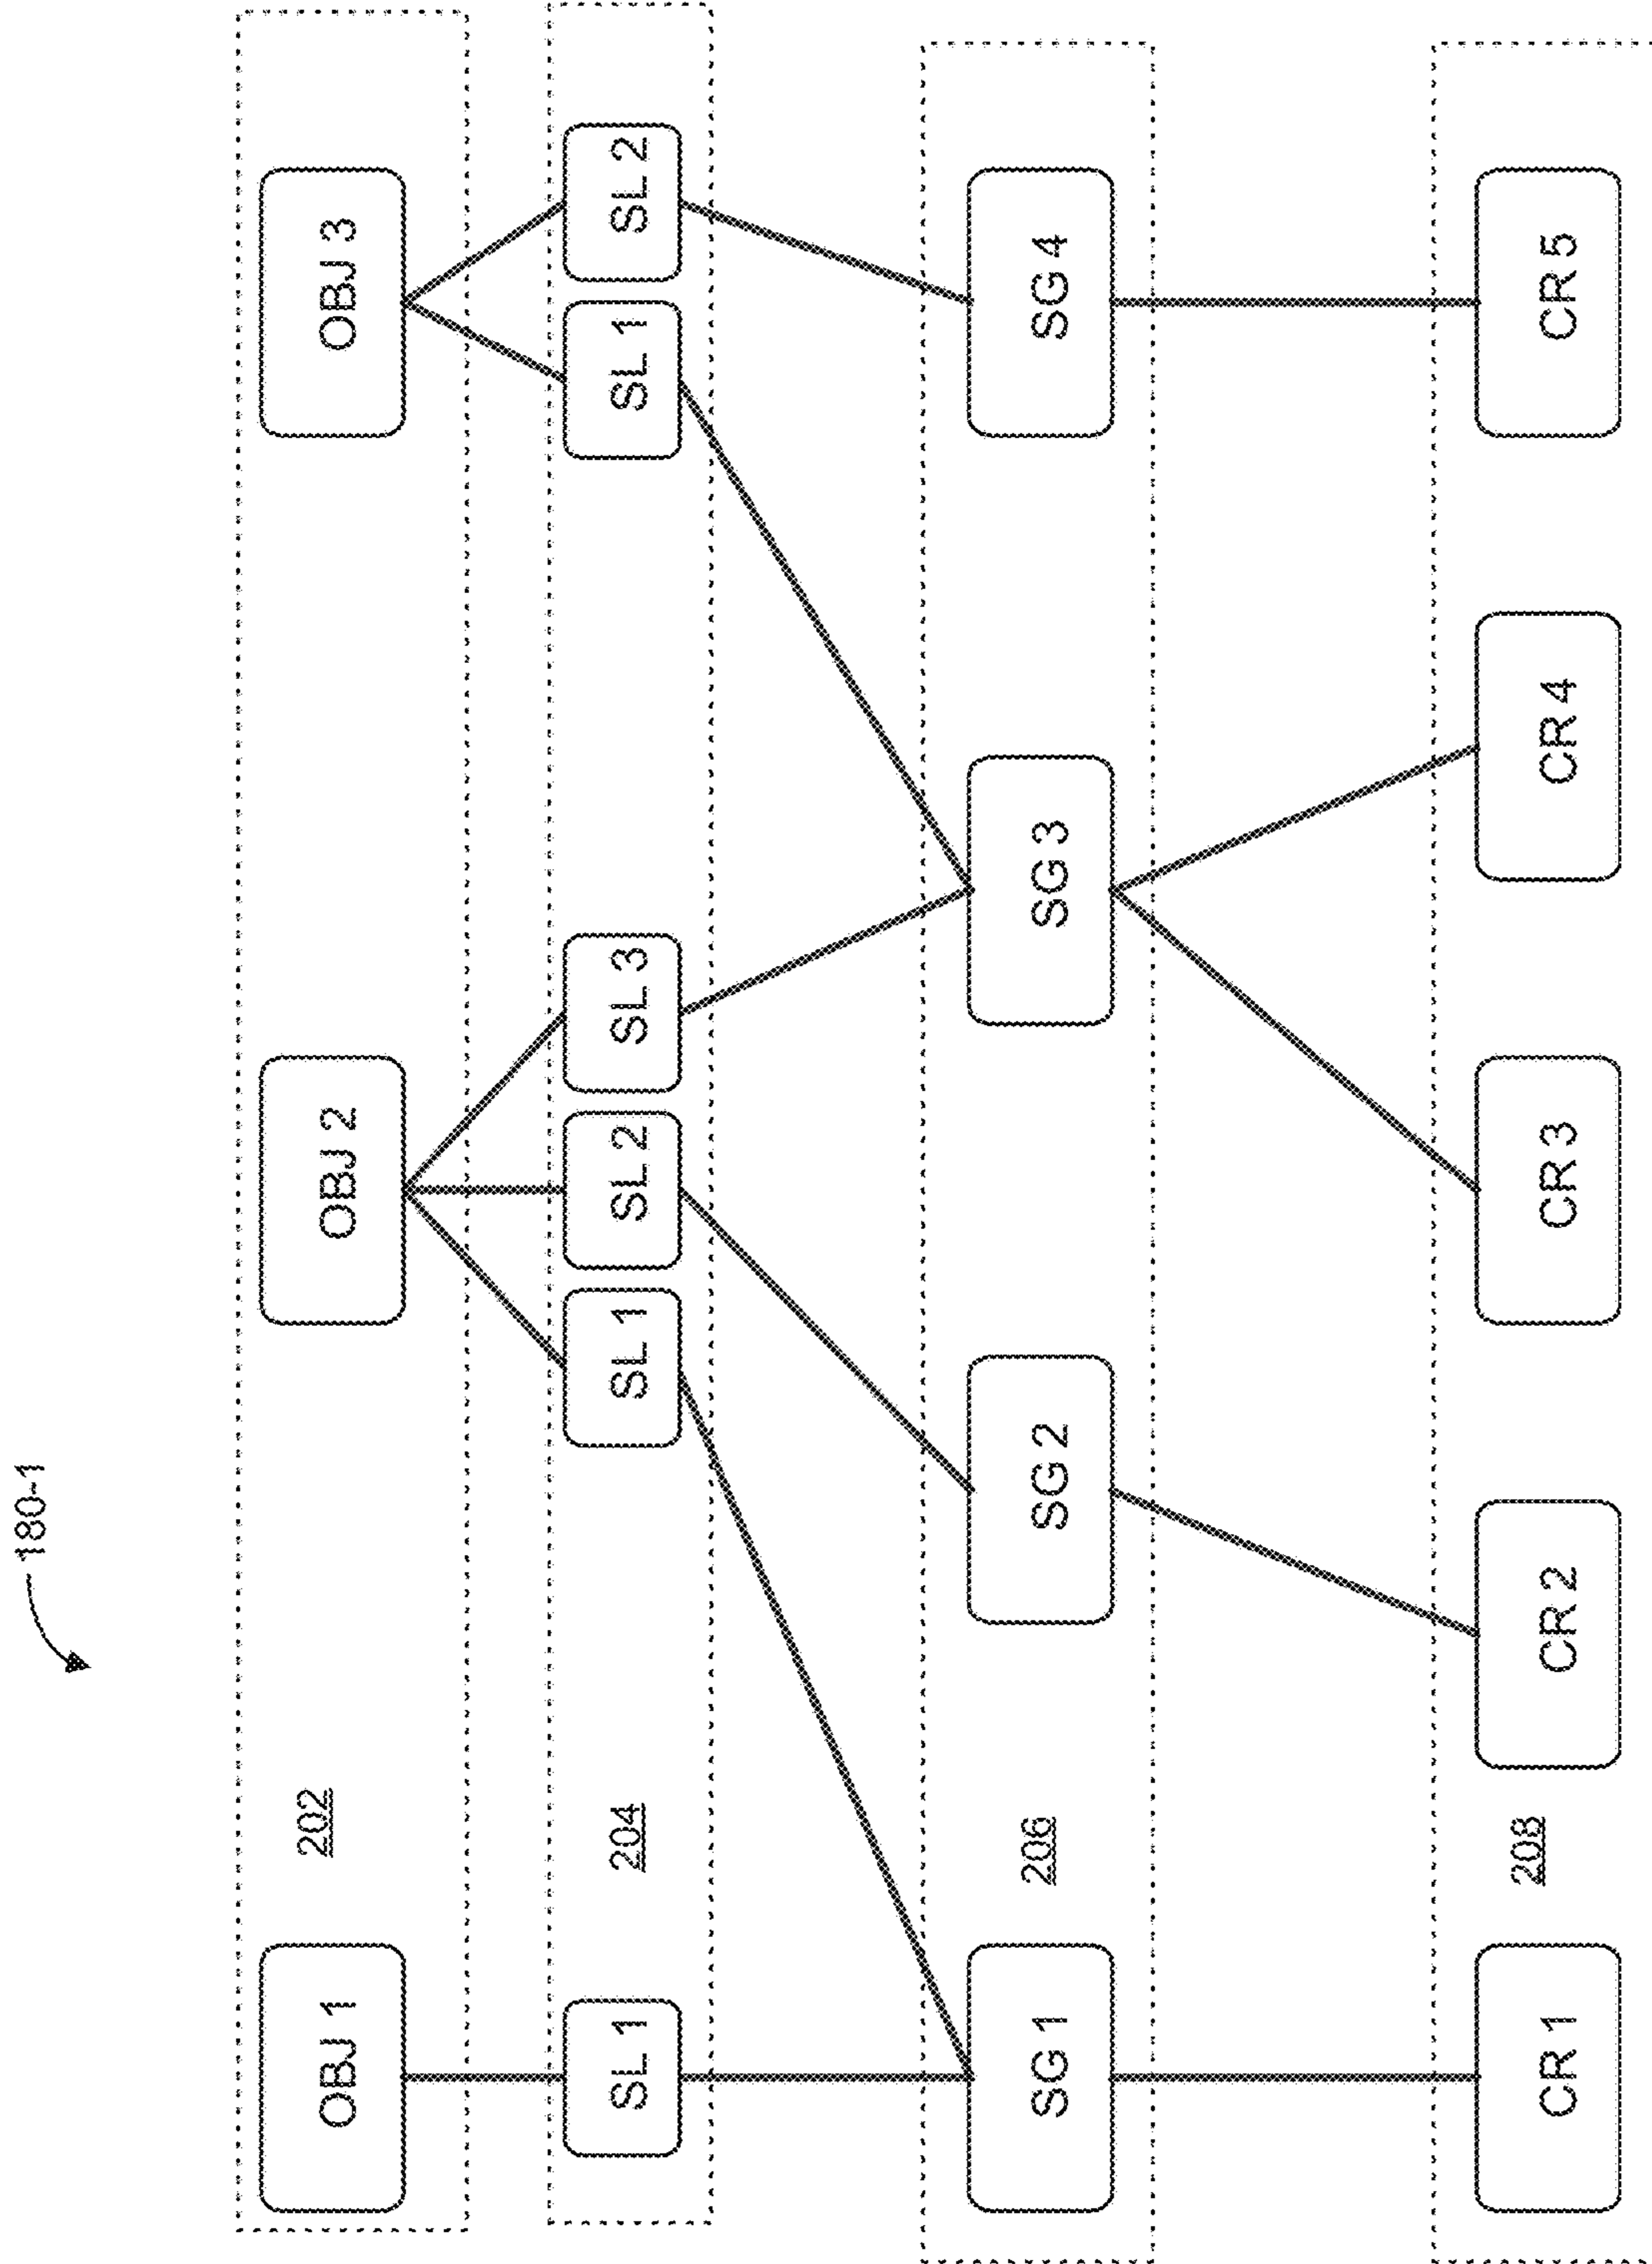 180-1
OBJ 1
202
OBJ 2
OBJ 3
SL 1
204
SL 1
SL 2
SL 3
SL 1
SL 2
SG 1
206
SG 2
SG 3
SG 4
CR 1
208
CR 2
CR 3
CR 4
CR 5